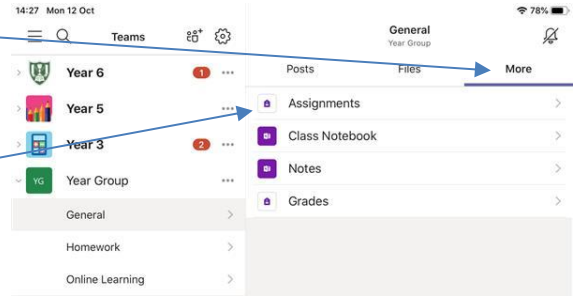 14:27 Mon 12 Oct
78%
Teams
Year 6
1
Year 5
Year 3
2
YG
Year Group
General
Homework
Online Learning
General
Year Group
Posts
Files
More
Assignments
Class Notebook
Notes
Grades